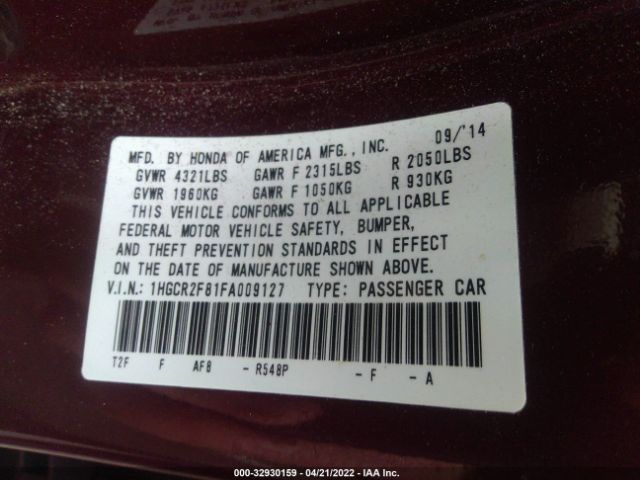 MFD. BY HONDA OF AMERICA MFG., INC. 09/'14
GVWR 4321LBS GAWR F 2315LBS R 2050LBS
GVWR 1960KG GAWR F 1050KG R 930KG
THIS VEHICLE CONFORMS TO ALL APPLICABLE
FEDERAL MOTOR VEHICLE SAFETY, BUMPER,
AND THEFT PREVENTION STANDARDS IN EFFECT
ON THE DATE OF MANUFACTURE SHOWN ABOVE.
V.I.N.: 1HGCR2F81FA009127 TYPE: PASSENGER CAR
T2F F AF8 - R548P - F - A
000-32930159 - 04/21/2022 - IAA Inc.